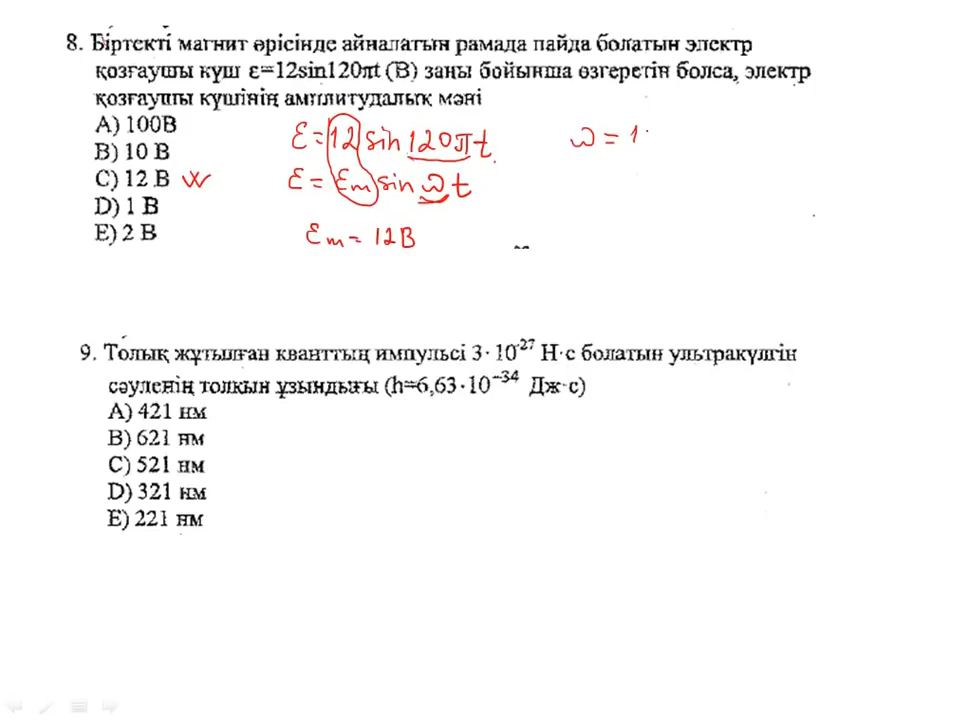 8. Біртекті магнит өрісінде айналатын рамада пайда болатын электр
қозғаушы күш ε=12sin120πt (В) заңы бойынша өзгеретін болса, электр
қозғаушы күшінің амплитудалық мәні
A) 100В
B) 10 В
C) 12 В
D) 1 В
E) 2 В
ε = 12 sin 120πt
ω = 1
ε = εm sin ωt
εm = 12В
9. Толық жұтылған кванттың импульсі 3·10⁻²⁷ Н·с болатын ультракүлгін
сәуленің толқын ұзындығы (h=6,63·10⁻³⁴ Дж·с)
A) 421 нм
B) 621 нм
C) 521 нм
D) 321 нм
E) 221 нм